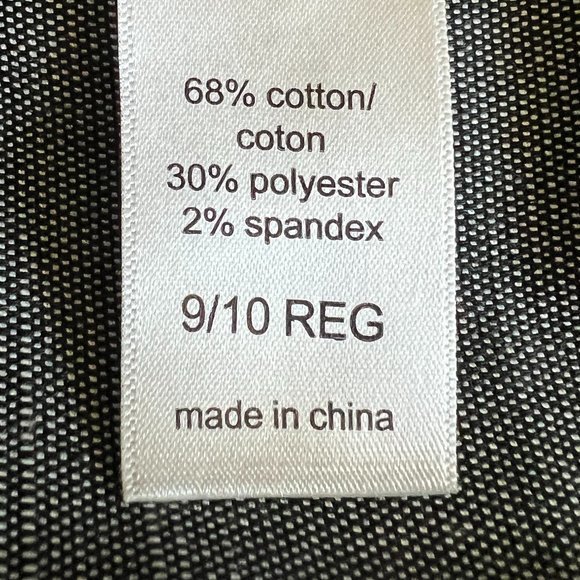 68% cotton/
coton
30% polyester
2% spandex
9/10 REG
made in china